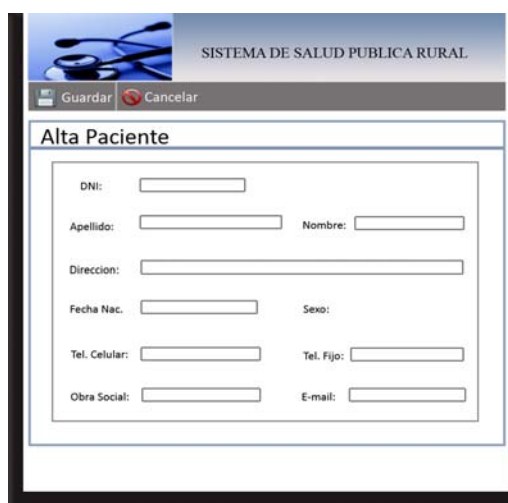 SISTEMA DE SALUD PUBLICA RURAL
Guardar Cancelar
Alta Paciente
DNI:
Apellido: Nombre:
Direccion:
Fecha Nac. Sexo:
Tel. Celular: Tel. Fijo:
Obra Social: E-mail: